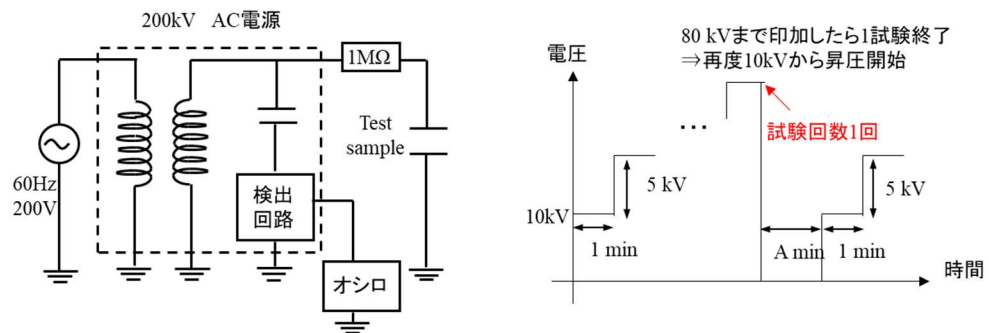 200kV AC電源
1MΩ
Test
sample
60Hz
200V
検出
回路
オシロ
80 kVまで印加したら1試験終了
⇒再度10kVから昇圧開始
電圧
…
試験回数1回
5 kV
5 kV
10kV
1 min
A min
1 min
時間